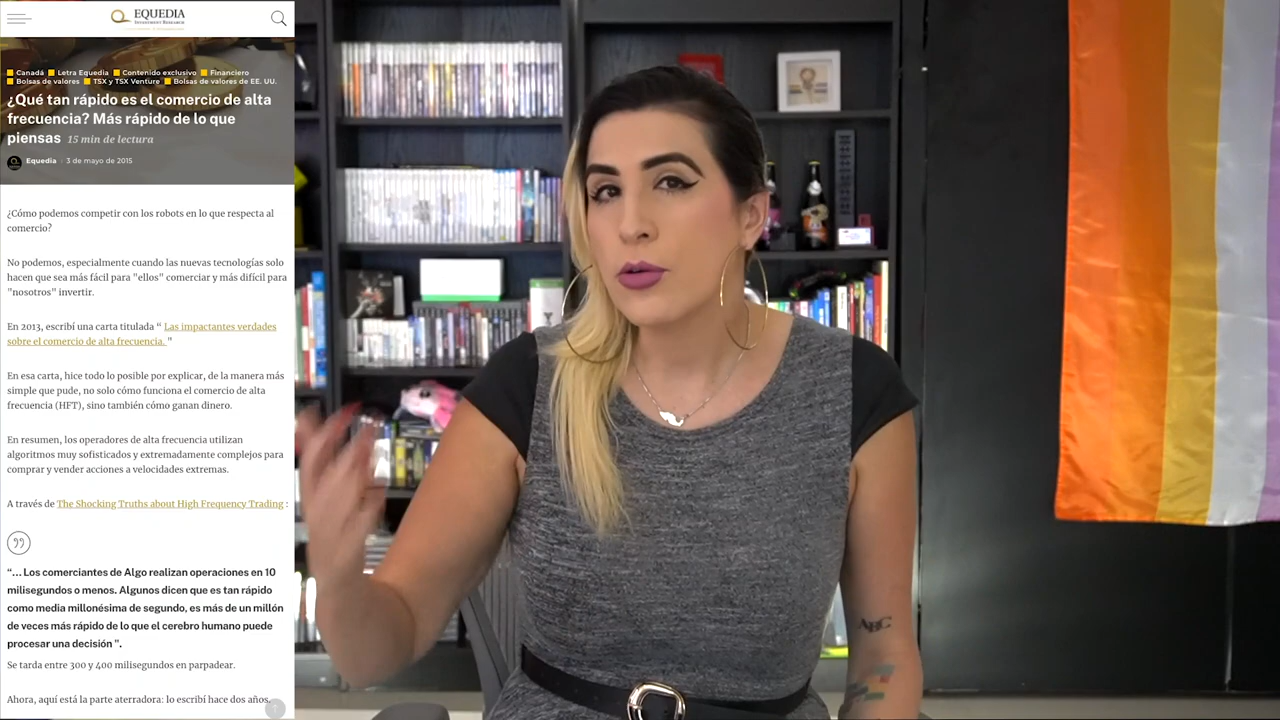 EQUEDIA
INVESTMENT RESEARCH
Canadá Letra Equedia Contenido exclusivo Financiero
Bolsas de valores TSX y TSX Venture Bolsas de valores de EE. UU.
¿Qué tan rápido es el comercio de alta
frecuencia? Más rápido de lo que
piensas 15 min de lectura
Equedia | 3 de mayo de 2015
¿Cómo podemos competir con los robots en lo que respecta al
comercio?
No podemos, especialmente cuando las nuevas tecnologías solo
hacen que sea más fácil para "ellos" comerciar y más difícil para
"nosotros" invertir.
En 2013, escribí una carta titulada “ Las impactantes verdades
sobre el comercio de alta frecuencia. ”
En esa carta, hice todo lo posible por explicar, de la manera más
simple que pude, no solo cómo funciona el comercio de alta
frecuencia (HFT), sino también cómo ganan dinero.
En resumen, los operadores de alta frecuencia utilizan
algoritmos muy sofisticados y extremadamente complejos para
comprar y vender acciones a velocidades extremas.
A través de The Shocking Truths about High Frequency Trading :
“... Los comerciantes de Algo realizan operaciones en 10
milisegundos o menos. Algunos dicen que es tan rápido
como media millonésima de segundo, es más de un millón
de veces más rápido de lo que el cerebro humano puede
procesar una decisión ”.
Se tarda entre 300 y 400 milisegundos en parpadear.
Ahora, aquí está la parte aterradora: lo escribí hace dos años.
ABC